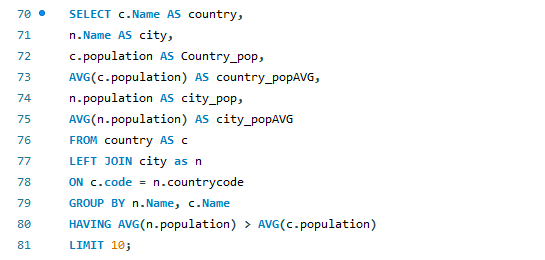 70 SELECT c.Name AS country,
71 n.Name AS city,
72 c.population AS Country_pop,
73 AVG(c.population) AS country_popAVG,
74 n.population AS city_pop,
75 AVG(n.population) AS city_popAVG
76 FROM country AS c
77 LEFT JOIN city as n
78 ON c.code = n.countrycode
79 GROUP BY n.Name, c.Name
80 HAVING AVG(n.population) > AVG(c.population)
81 LIMIT 10;